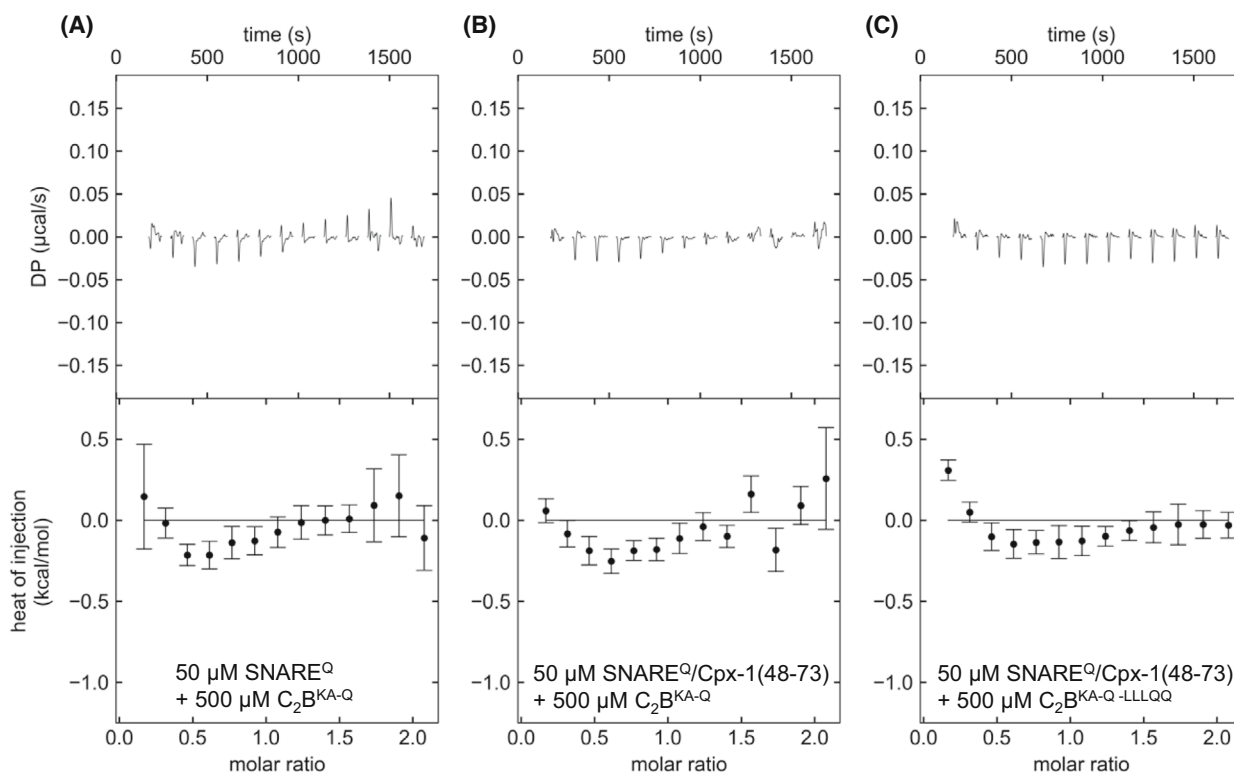 (A)
time (s)
0 500 1000 1500
DP (µcal/s)
0.15
0.10
0.05
0.00
−0.05
−0.10
−0.15
heat of injection
(kcal/mol)
0.5
0.0
−0.5
−1.0
50 µM SNARE^Q
+ 500 µM C₂B^KA-Q
0.0 0.5 1.0 1.5 2.0
molar ratio
(B)
time (s)
0 500 1000 1500
0.15
0.10
0.05
0.00
−0.05
−0.10
−0.15
0.5
0.0
−0.5
−1.0
50 µM SNARE^Q/Cpx-1(48-73)
+ 500 µM C₂B^KA-Q
0.0 0.5 1.0 1.5 2.0
molar ratio
(C)
time (s)
0 500 1000 1500
0.15
0.10
0.05
0.00
−0.05
−0.10
−0.15
0.5
0.0
−0.5
−1.0
50 µM SNARE^Q/Cpx-1(48-73)
+ 500 µM C₂B^KA-Q -LLLQQ
0.0 0.5 1.0 1.5 2.0
molar ratio